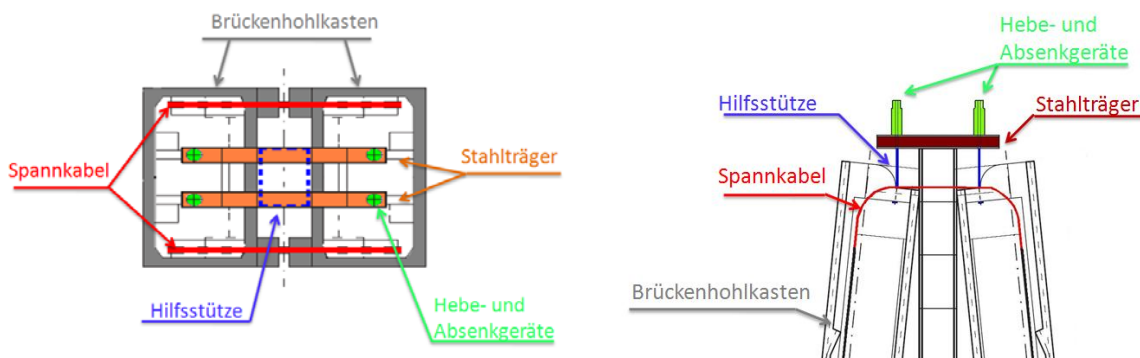 Brückenhohlkasten
Spannkabel
Stahlträger
Hilfsstütze
Hebe- und
Absenkgeräte
Hebe- und
Absenkgeräte
Hilfsstütze
Stahlträger
Spannkabel
Brückenhohlkasten